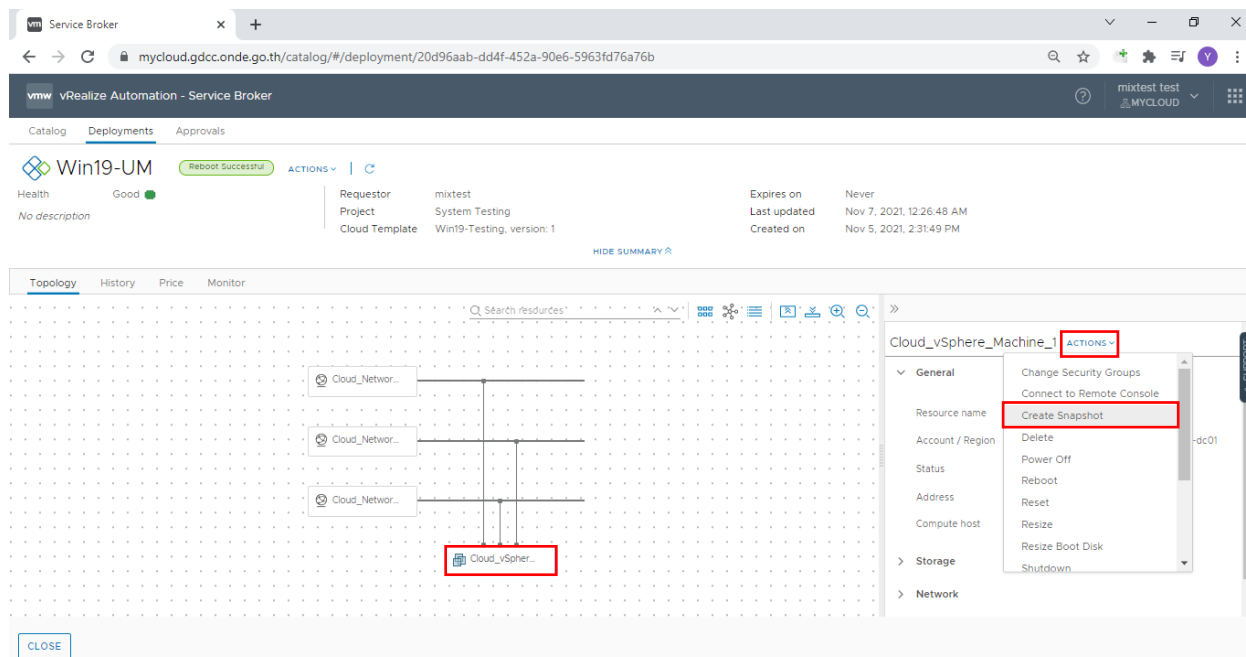 vm Service Broker
mycloud.gdcc.onde.go.th/catalog/#/deployment/20d96aab-dd4f-452a-90e6-5963fd76a76b
Y
vmw vRealize Automation - Service Broker
mixtest test
MYCLOUD
Catalog Deployments Approvals
Win19-UM Reboot Successful ACTIONS
Health Good
No description
Requestor mixtest
Project System Testing
Cloud Template Win19-Testing, version: 1
Expires on Never
Last updated Nov 7, 2021, 12:26:48 AM
Created on Nov 5, 2021, 2:31:49 PM
HIDE SUMMARY
Topology History Price Monitor
Search resources
Cloud_Networ...
Cloud_Networ...
Cloud_Networ...
Cloud_vSpher...
Cloud_vSphere_Machine_1 ACTIONS
General
Resource name
Account / Region -dc01
Status
Address
Compute host
Storage
Network
Change Security Groups
Connect to Remote Console
Create Snapshot
Delete
Power Off
Reboot
Reset
Resize
Resize Boot Disk
Shutdown
CLOSE